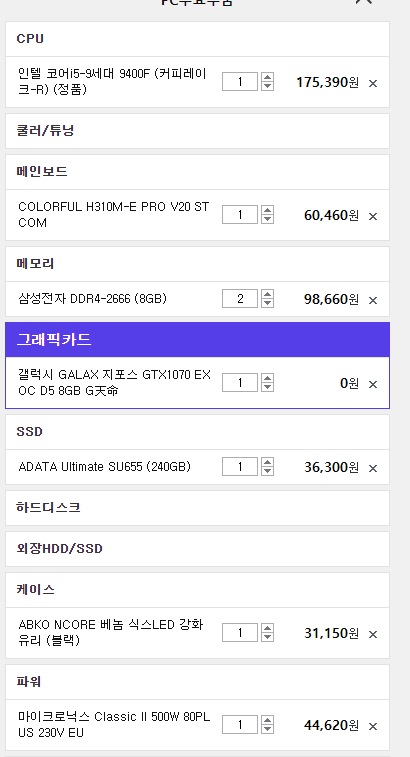 PC주요부품
CPU
인텔 코어i5-9세대 9400F (커피레이
크-R) (정품)
1
175,390원 ×
쿨러/튜닝
메인보드
COLORFUL H310M-E PRO V20 ST
COM
1
60,460원 ×
메모리
삼성전자 DDR4-2666 (8GB)
2
98,660원 ×
그래픽카드
갤럭시 GALAX 지포스 GTX1070 EX
OC D5 8GB G天命
1
0원 ×
SSD
ADATA Ultimate SU655 (240GB)
1
36,300원 ×
하드디스크
외장HDD/SSD
케이스
ABKO NCORE 베놈 식스LED 강화
유리 (블랙)
1
31,150원 ×
파워
마이크로닉스 Classic II 500W 80PL
US 230V EU
1
44,620원 ×